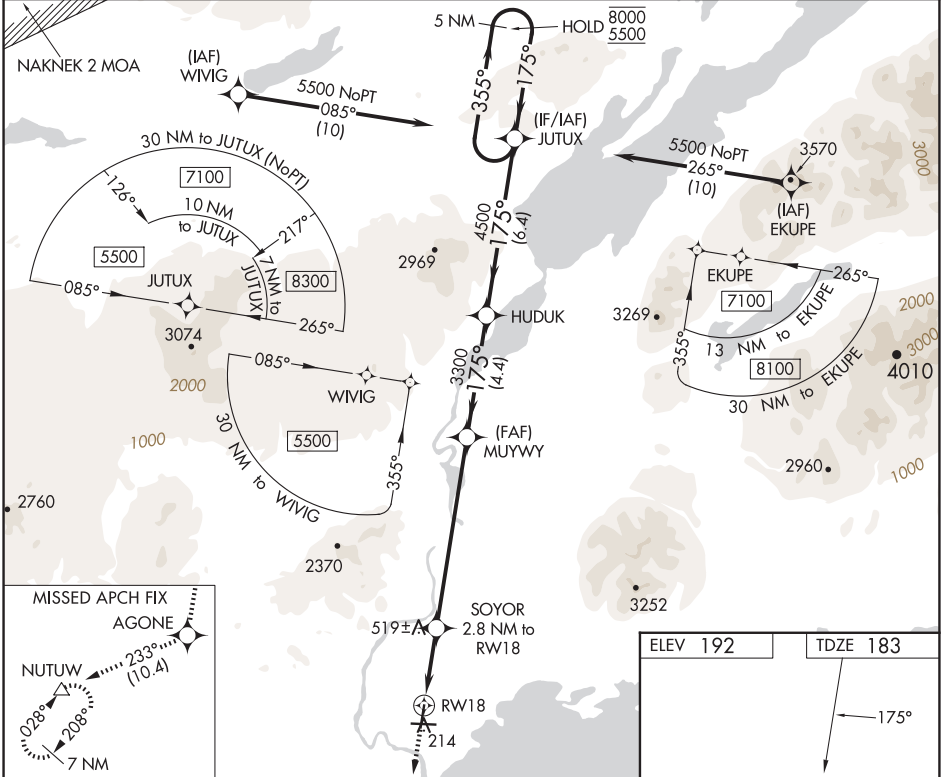 NAKNEK 2 MOA
(IAF)
WIVIG
5500 NoPT
085°
(10)
5 NM
HOLD
8000
5500
355°
175°
(IF/IAF)
JUTUX
5500 NoPT
265°
(10)
3570
(IAF)
EKUPE
3000
30 NM to JUTUX (NoPT)
7100
126°
10 NM
to JUTUX
217°
7 NM to
JUTUX
5500
8300
085°
JUTUX
265°
3074
2000
1000
4500
175°
(6.4)
2969
HUDUK
3300
175°
(4.4)
EKUPE
265°
7100
13 NM to EKUPE
355°
8100
30 NM to EKUPE
3269
2000
3000
4010
2960
1000
085°
WIVIG
5500
355°
30 NM to WIVIG
(FAF)
MUYWY
2760
2370
3252
519±
SOYOR
2.8 NM to
RW18
RW18
214
MISSED APCH FIX
AGONE
233°
(10.4)
NUTUW
028°
208°
7 NM
ELEV 192
TDZE 183
175°